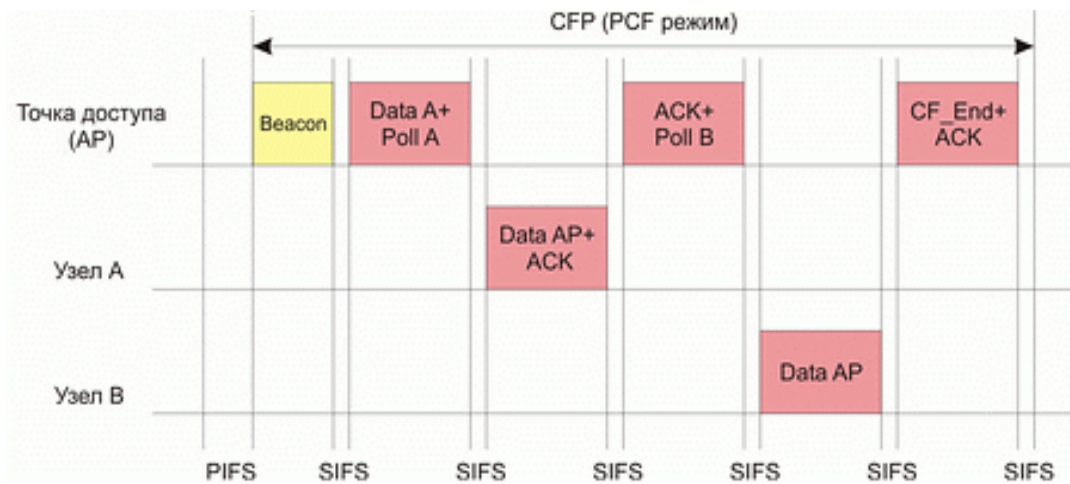 CFP (PCF режим)
Точка доступа
(AP)
Beacon
Data A+
Poll A
ACK+
Poll B
CF_End+
ACK
Узел A
Data AP+
ACK
Узел B
Data AP
PIFS SIFS SIFS SIFS SIFS SIFS SIFS